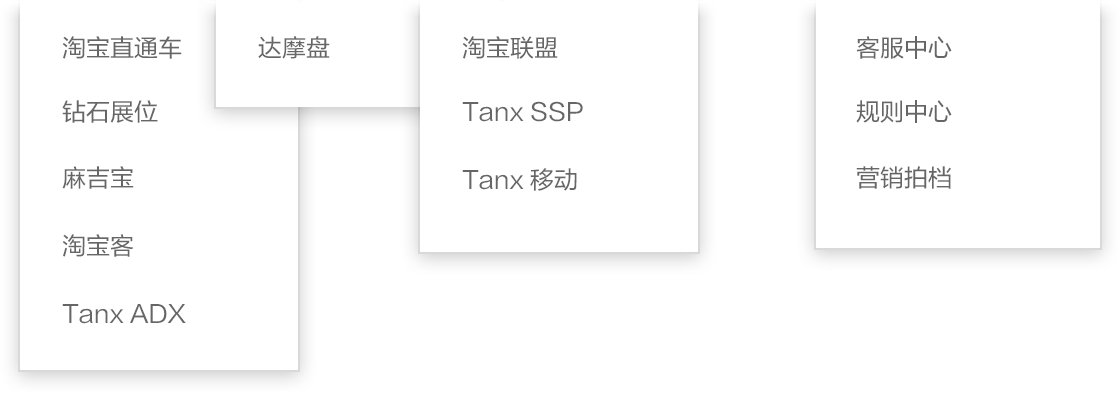 淘宝直通车
钻石展位
麻吉宝
淘宝客
Tanx ADX
达摩盘
淘宝联盟
Tanx SSP
Tanx 移动
客服中心
规则中心
营销拍档